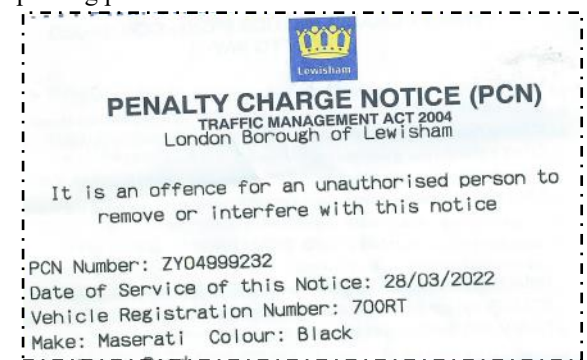 Lewisham
PENALTY CHARGE NOTICE (PCN)
TRAFFIC MANAGEMENT ACT 2004
London Borough of Lewisham
It is an offence for an unauthorised person to
remove or interfere with this notice
PCN Number: ZY04999232
Date of Service of this Notice: 28/03/2022
Vehicle Registration Number: 700RT
Make: Maserati Colour: Black